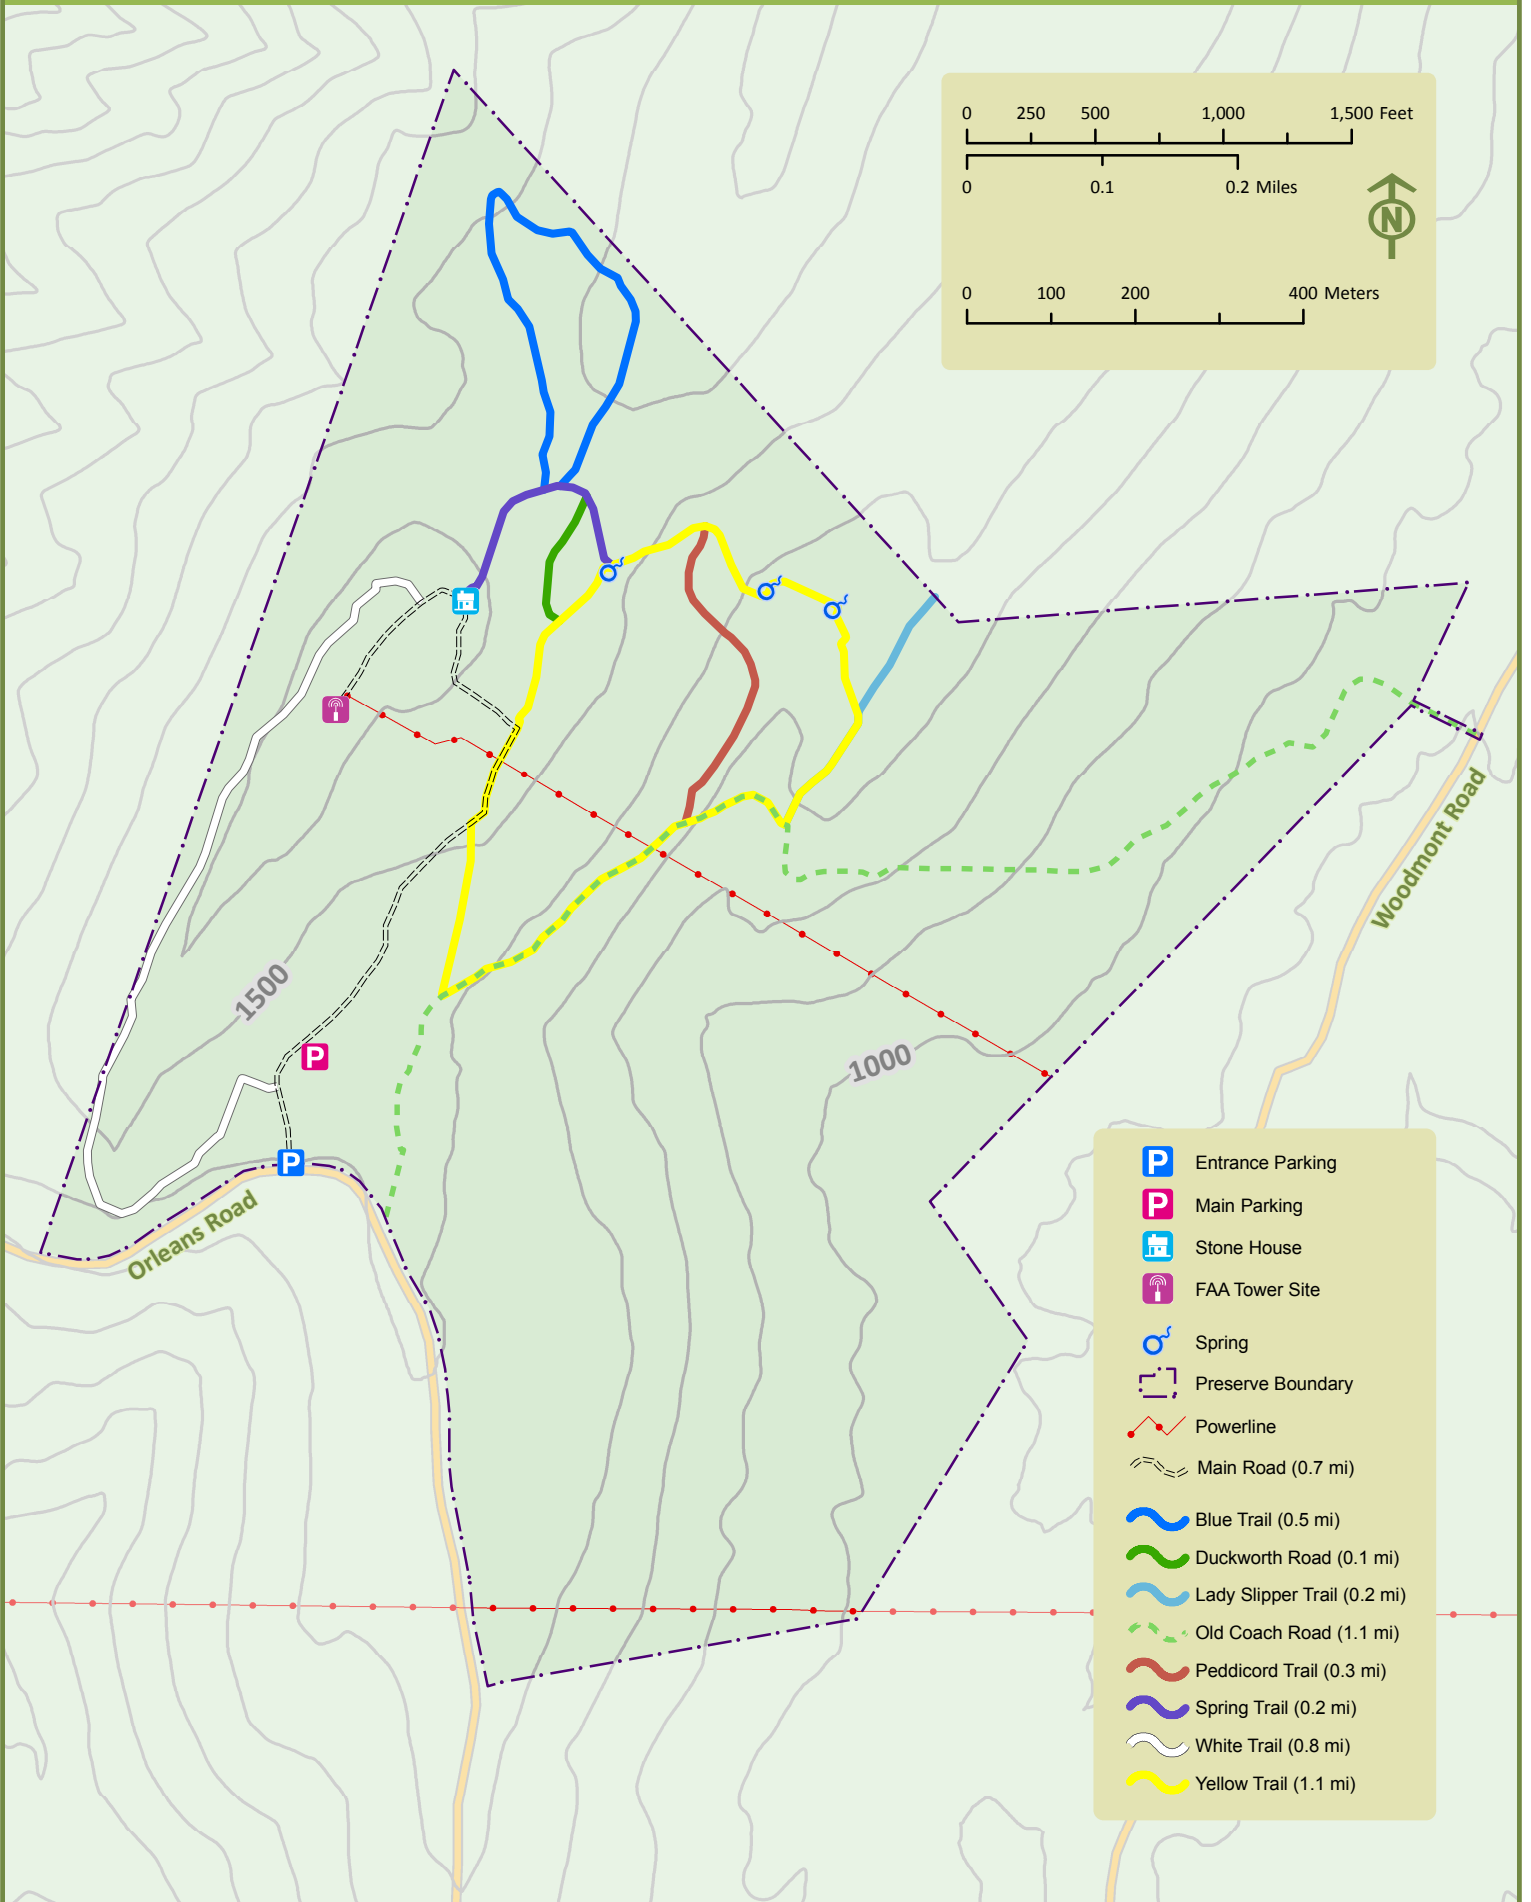 0 250 500 1,000 1,500 Feet
0 0.1 0.2 Miles
N
0 100 200 400 Meters
Woodmont Road
1500
1000
P
P
Orleans Road
P Entrance Parking
P Main Parking
Stone House
FAA Tower Site
Spring
Preserve Boundary
Powerline
Main Road (0.7 mi)
Blue Trail (0.5 mi)
Duckworth Road (0.1 mi)
Lady Slipper Trail (0.2 mi)
Old Coach Road (1.1 mi)
Peddicord Trail (0.3 mi)
Spring Trail (0.2 mi)
White Trail (0.8 mi)
Yellow Trail (1.1 mi)